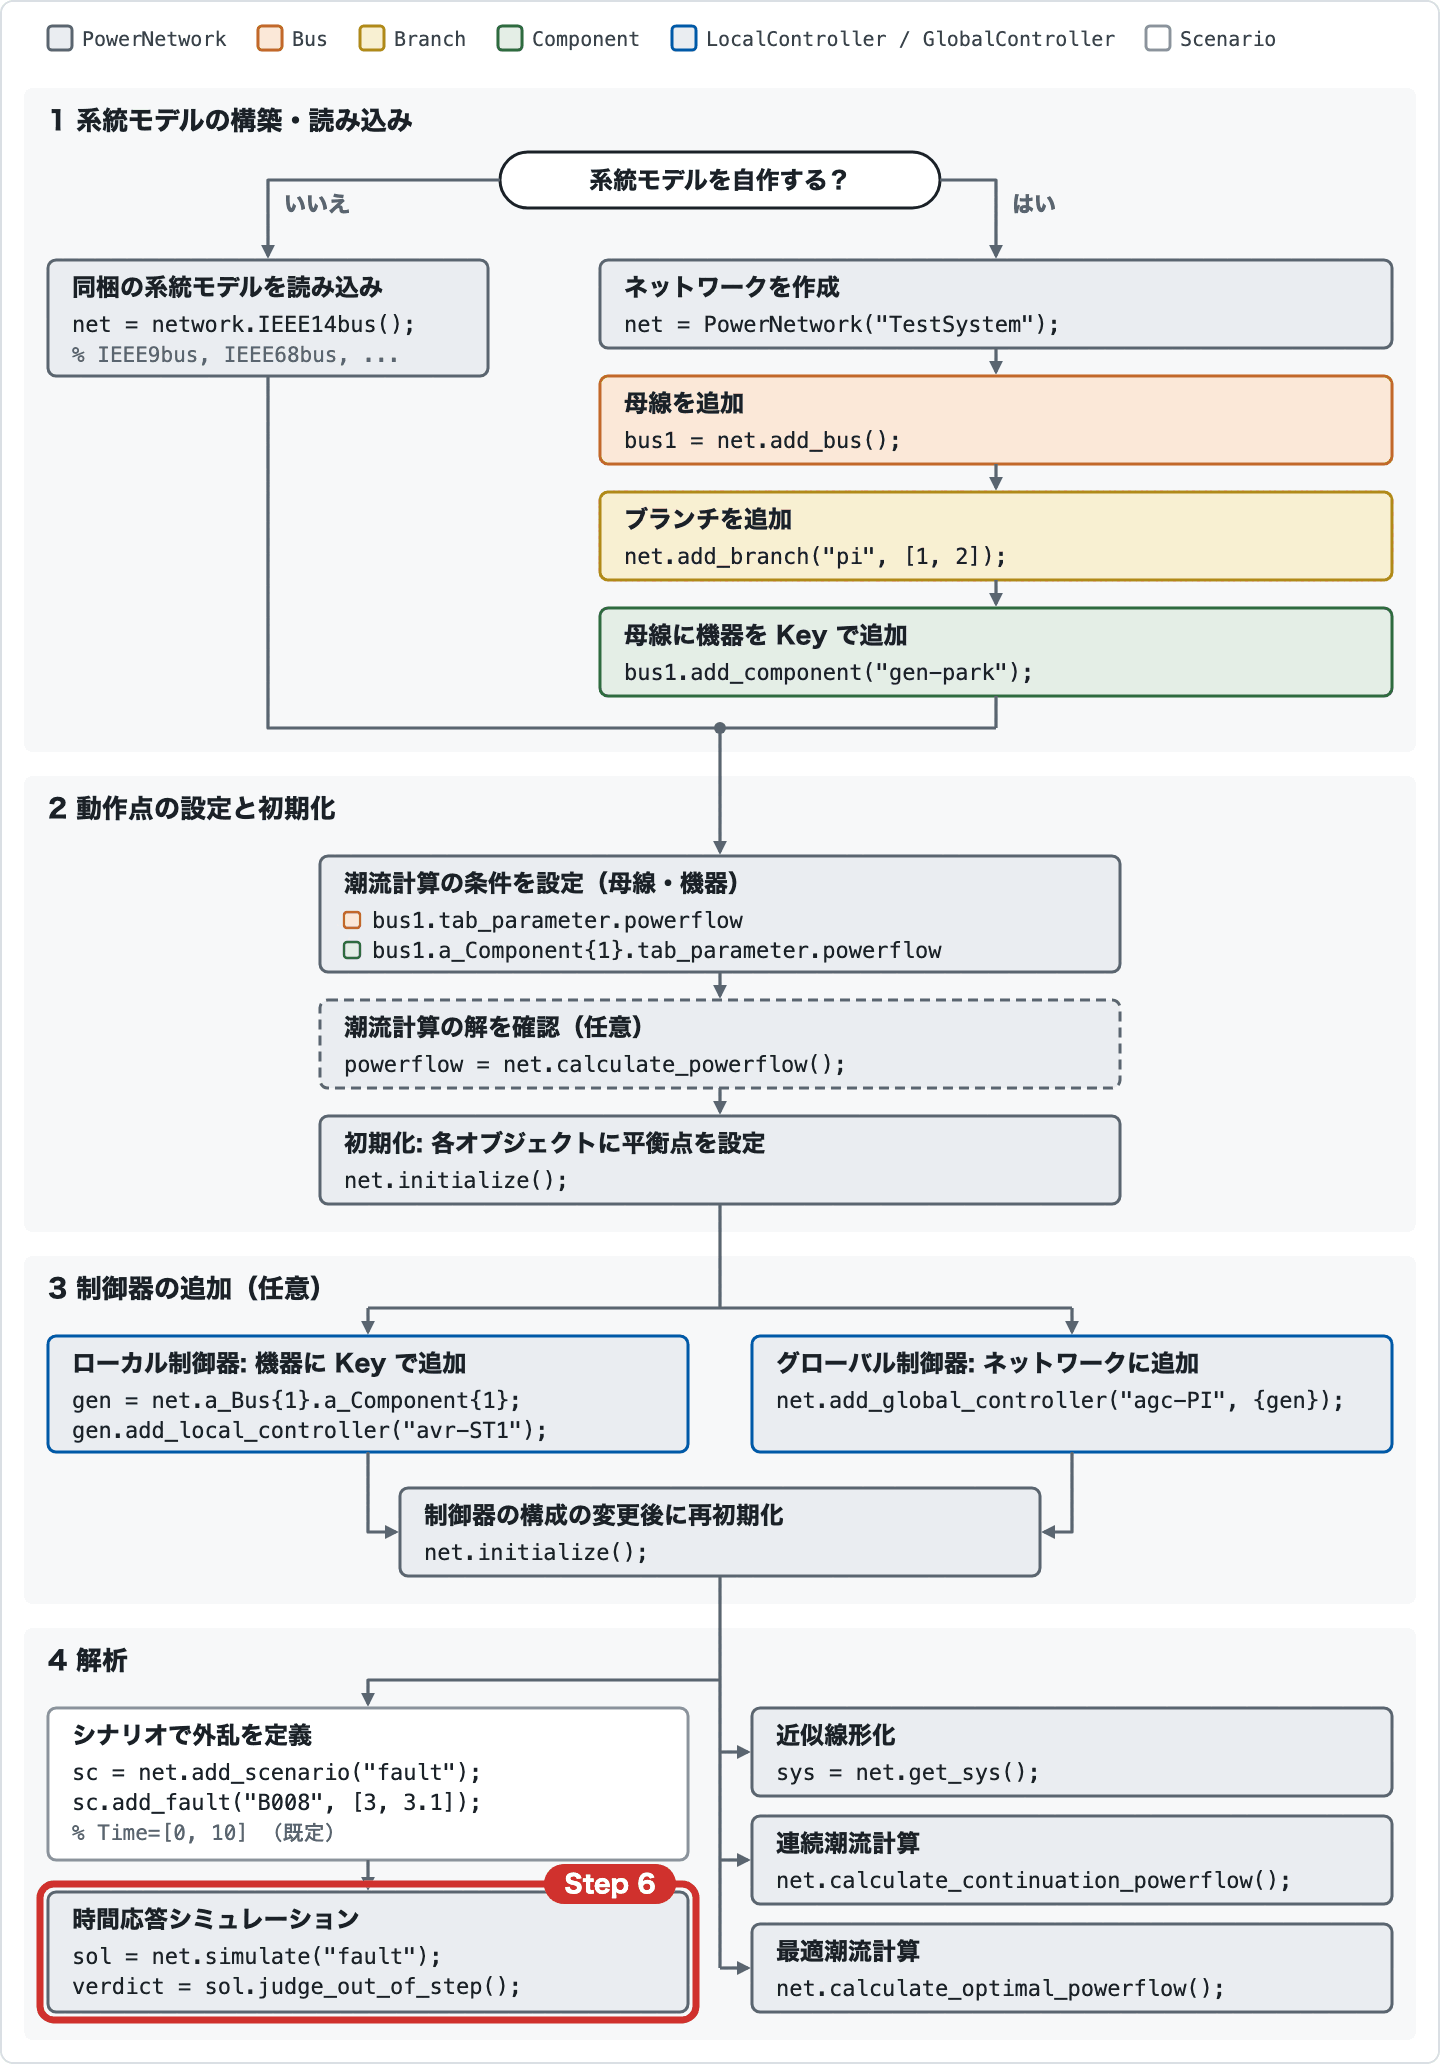 PowerNetwork Bus Branch Component LocalController / GlobalController Scenario
1 系統モデルの構築・読み込み
系統モデルを自作する？
いいえ
はい
同梱の系統モデルを読み込み
net = network.IEEE14bus();
% IEEE9bus, IEEE68bus, ...
ネットワークを作成
net = PowerNetwork("TestSystem");
母線を追加
bus1 = net.add_bus();
ブランチを追加
net.add_branch("pi", [1, 2]);
母線に機器を Key で追加
bus1.add_component("gen-park");
2 動作点の設定と初期化
潮流計算の条件を設定（母線・機器）
bus1.tab_parameter.powerflow
bus1.a_Component{1}.tab_parameter.powerflow
潮流計算の解を確認（任意）
powerflow = net.calculate_powerflow();
初期化: 各オブジェクトに平衡点を設定
net.initialize();
3 制御器の追加（任意）
ローカル制御器: 機器に Key で追加
gen = net.a_Bus{1}.a_Component{1};
gen.add_local_controller("avr-ST1");
グローバル制御器: ネットワークに追加
net.add_global_controller("agc-PI", {gen});
制御器の構成の変更後に再初期化
net.initialize();
4 解析
シナリオで外乱を定義
sc = net.add_scenario("fault");
sc.add_fault("B008", [3, 3.1]);
% Time=[0, 10] （既定）
Step 6
時間応答シミュレーション
sol = net.simulate("fault");
verdict = sol.judge_out_of_step();
近似線形化
sys = net.get_sys();
連続潮流計算
net.calculate_continuation_powerflow();
最適潮流計算
net.calculate_optimal_powerflow();